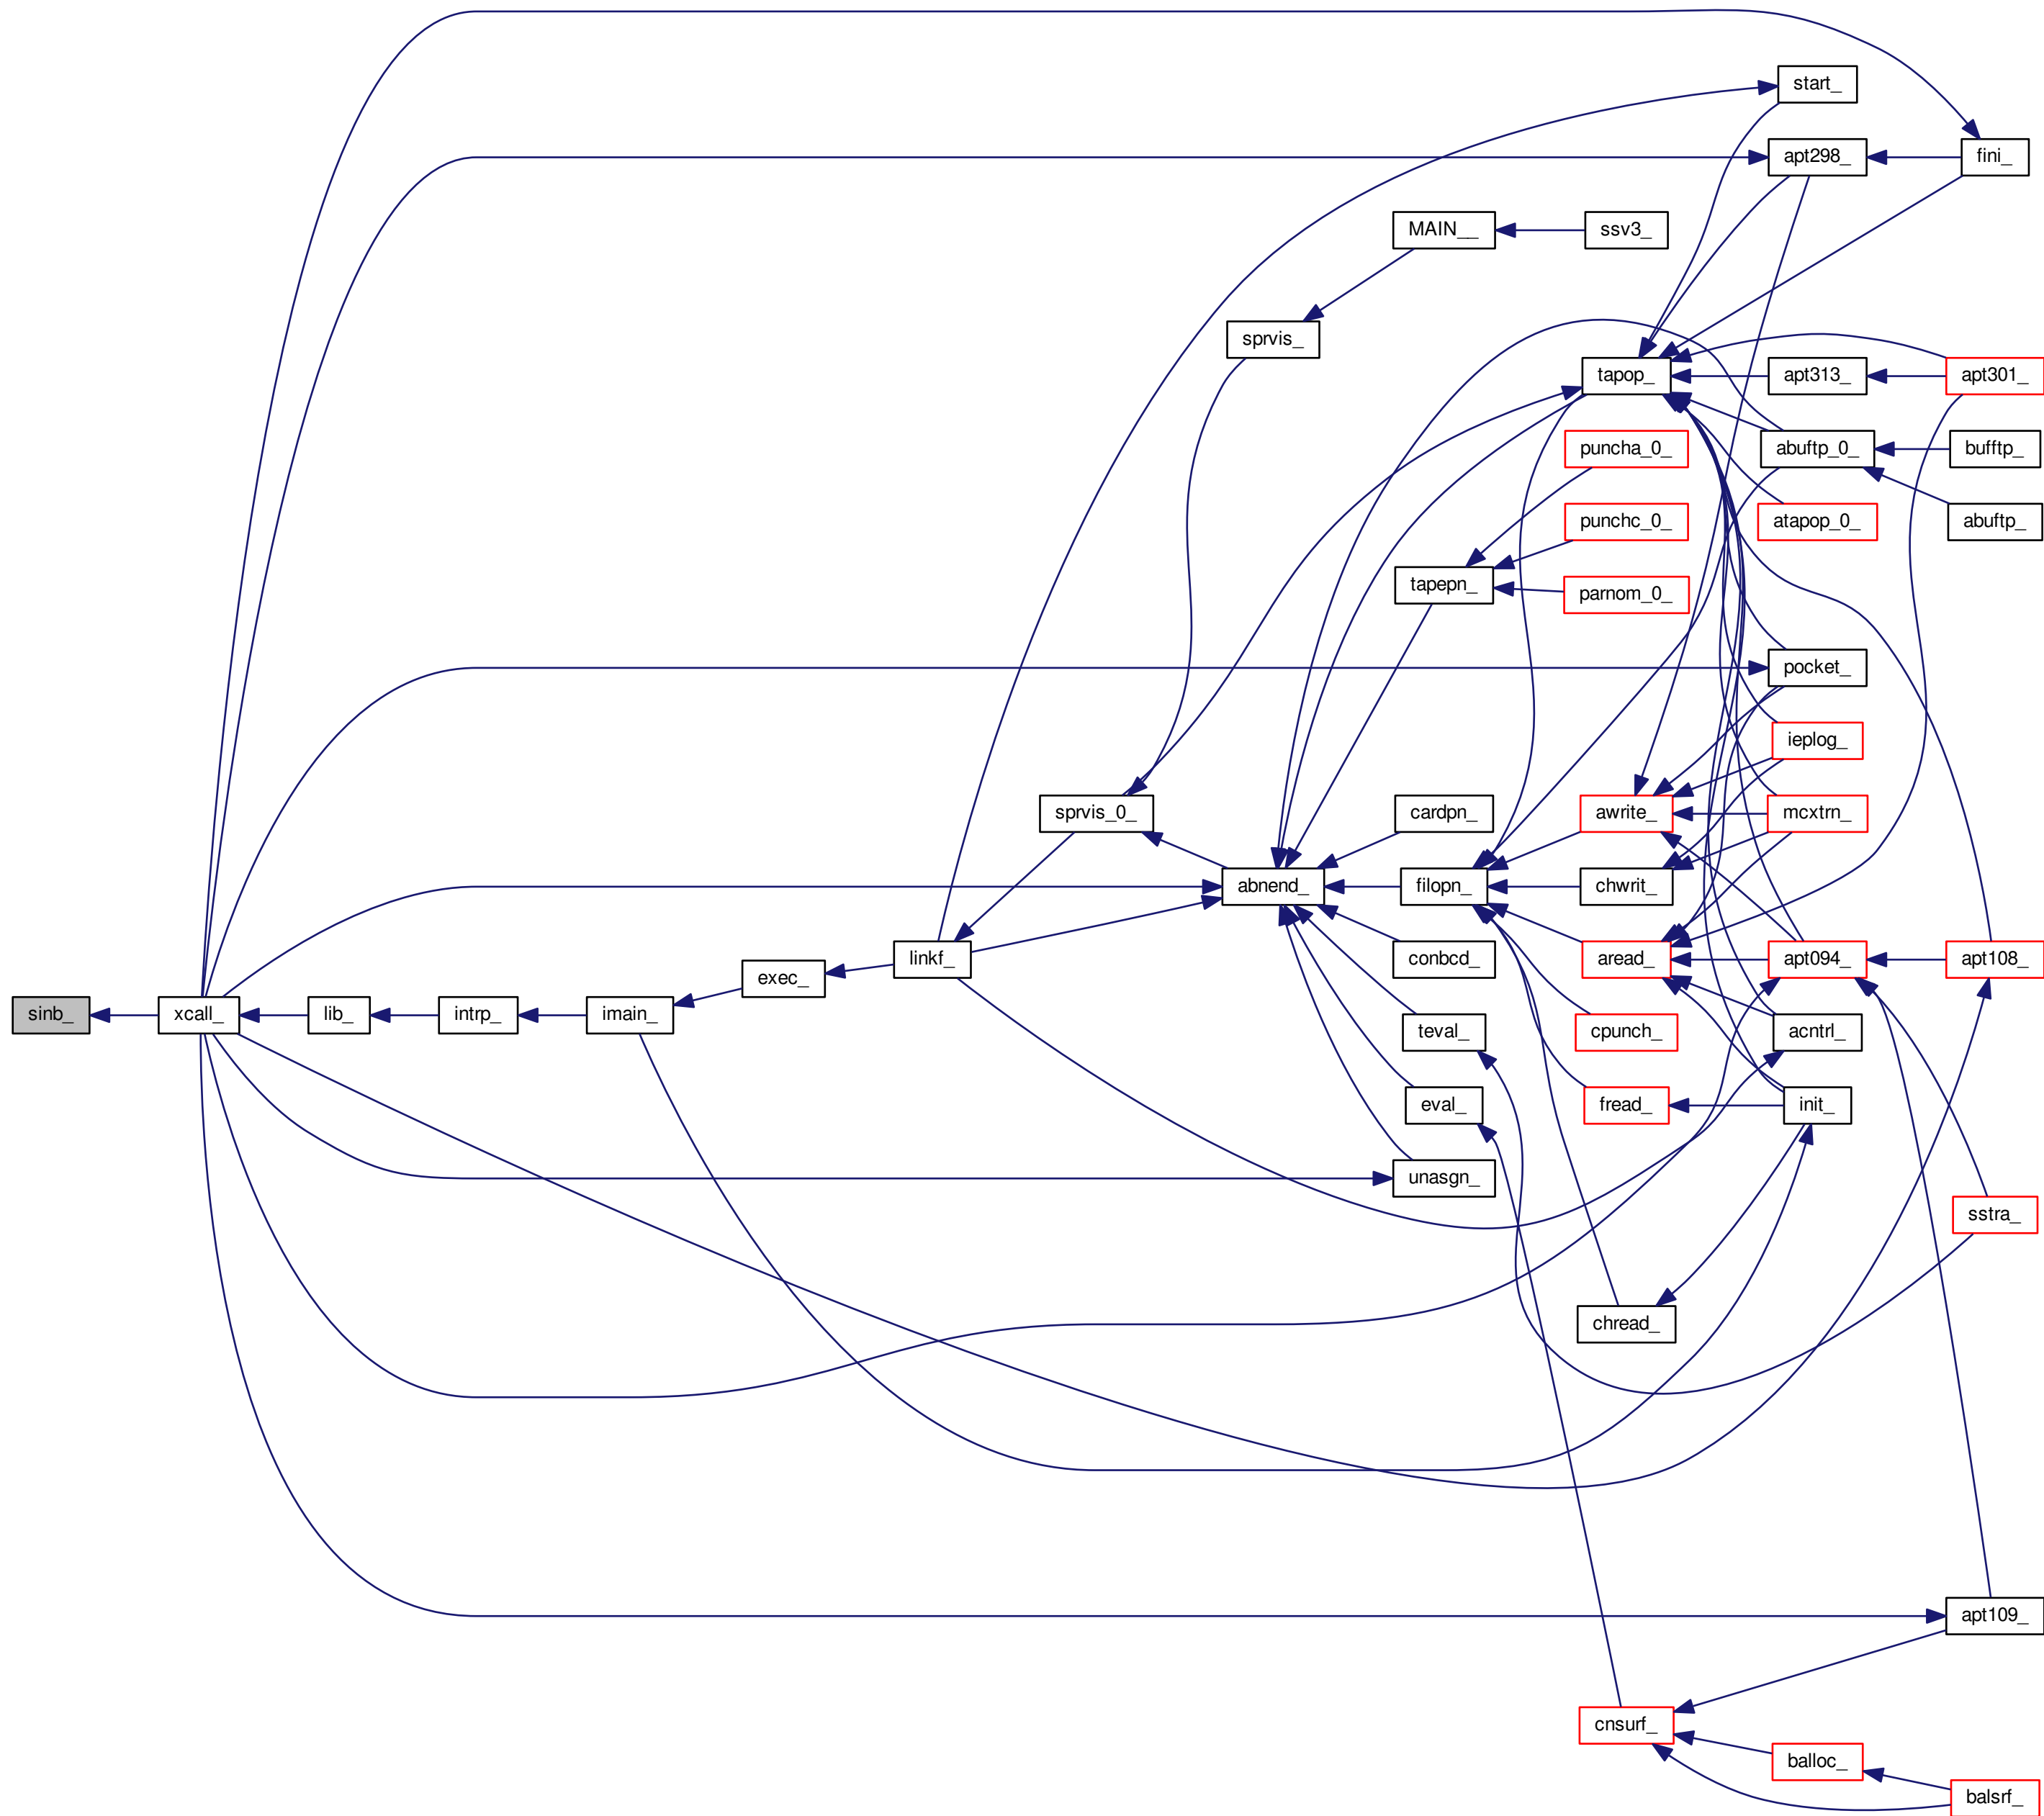 start_
apt298_
fini_
MAIN__
ssv3_
sprvis_
tapop_
apt313_
apt301_
puncha_0_
abuftp_0_
bufftp_
punchc_0_
atapop_0_
abuftp_
tapepn_
parnom_0_
pocket_
ieplog_
sprvis_0_
cardpn_
awrite_
mcxtrn_
abnend_
filopn_
chwrit_
linkf_
conbcd_
aread_
apt094_
apt108_
exec_
sinb_
xcall_
lib_
intrp_
imain_
teval_
cpunch_
acntrl_
eval_
fread_
init_
unasgn_
sstra_
chread_
apt109_
cnsurf_
balloc_
balsrf_